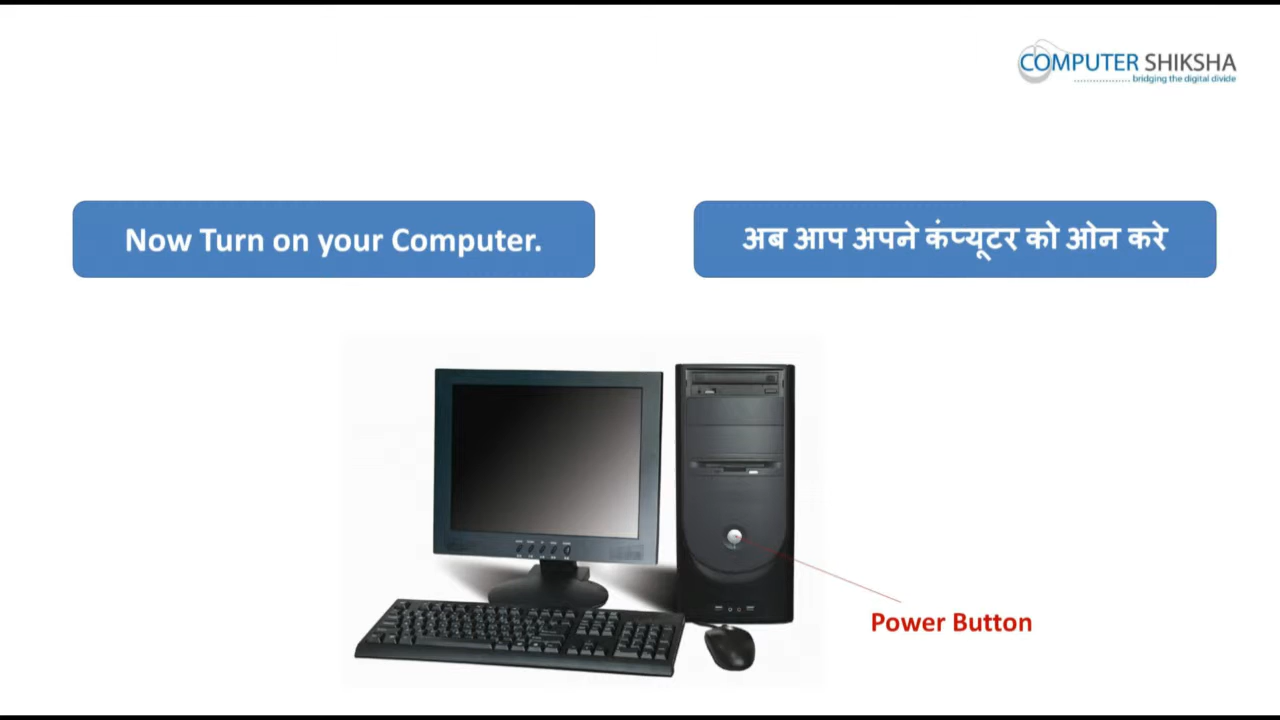 COMPUTER SHIKSHA
bridging the digital divide
Now Turn on your Computer.
अब आप अपने कंप्यूटर को ओन करे
Power Button